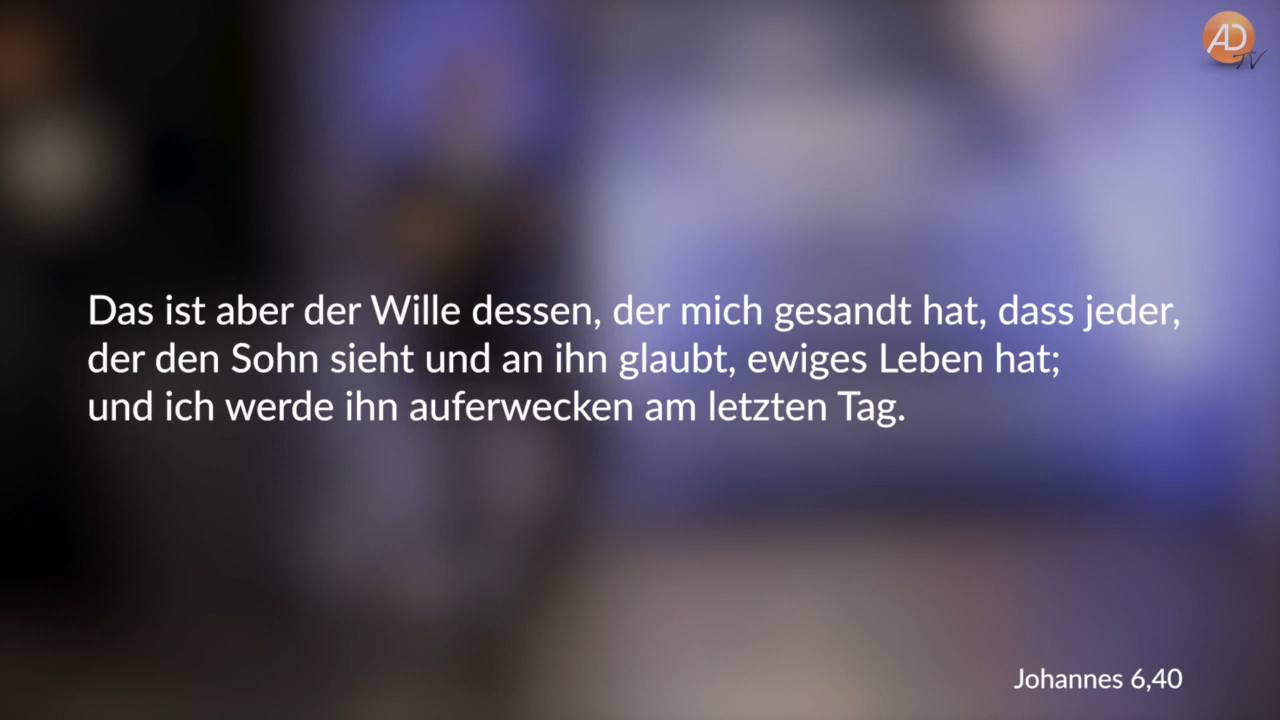 AD
TV
Das ist aber der Wille dessen, der mich gesandt hat, dass jeder,
der den Sohn sieht und an ihn glaubt, ewiges Leben hat;
und ich werde ihn auferwecken am letzten Tag.
Johannes 6,40